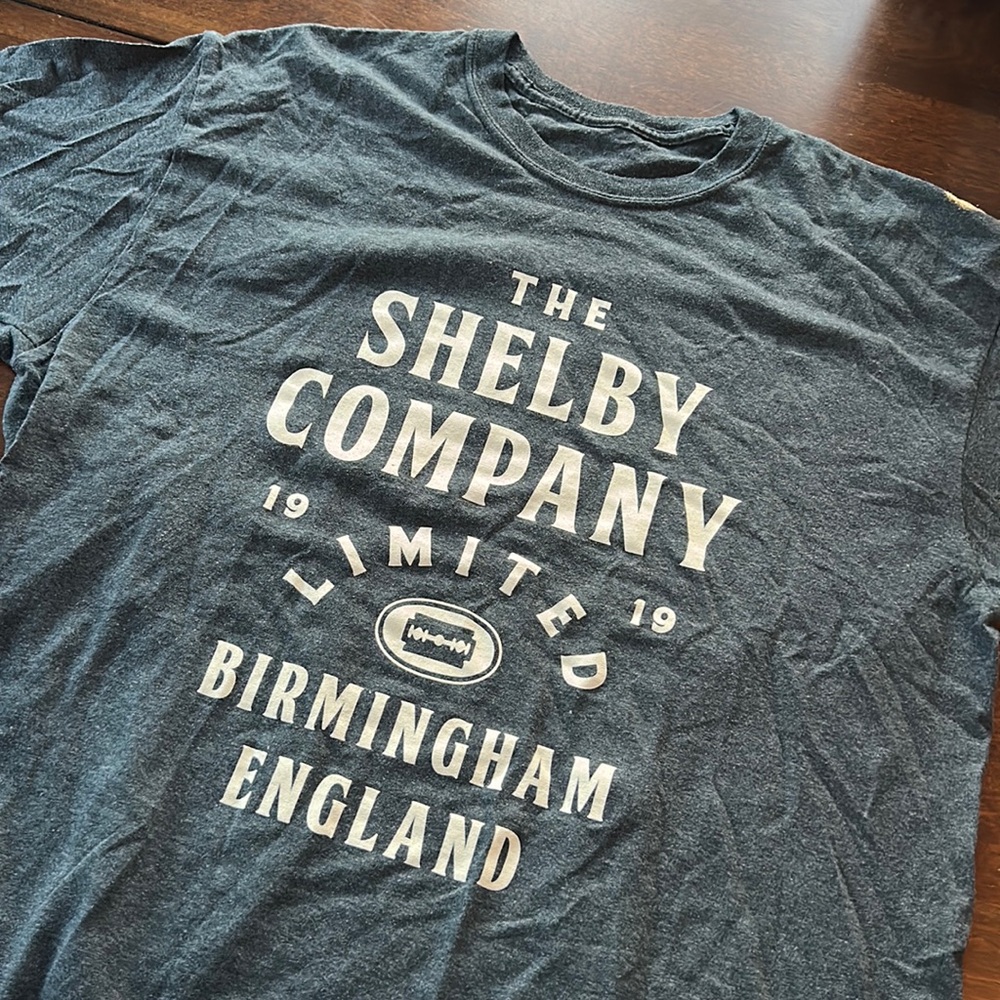 THE
SHELBY
COMPANY
19 LIMITED 19
BIRMINGHAM
ENGLAND